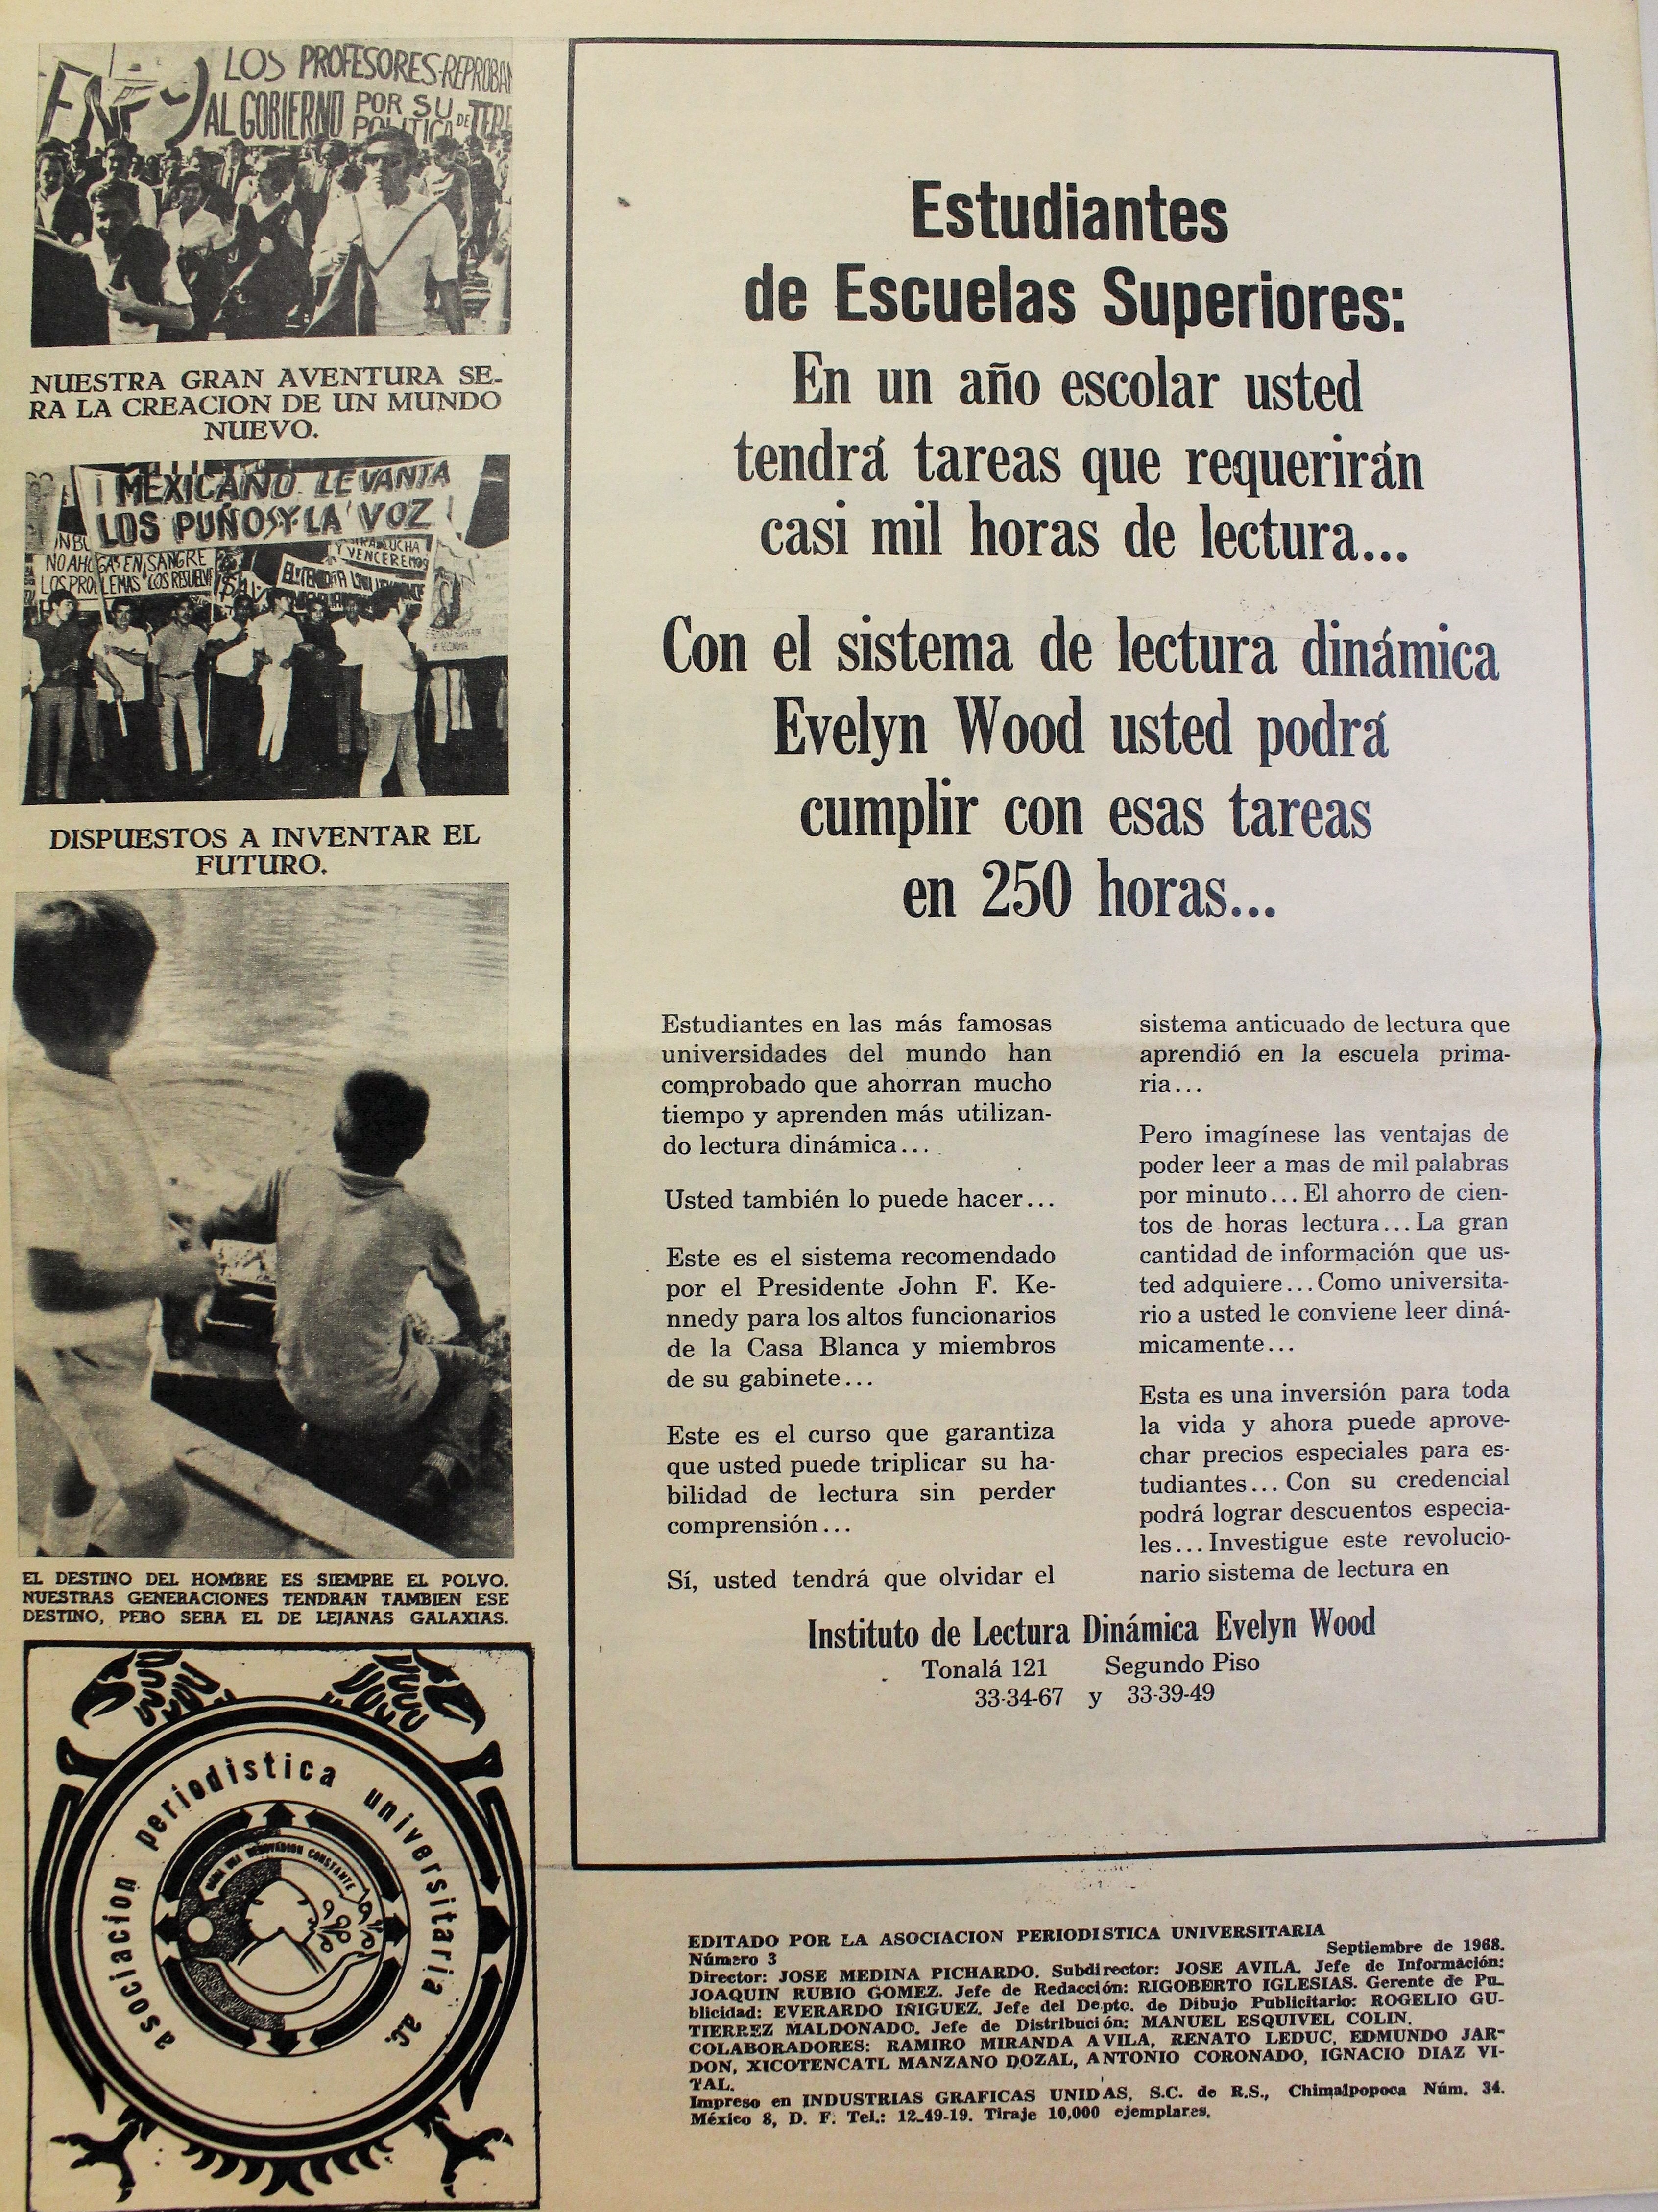 LOS PROFESORES REPROBAN
AL GOBIERNO POR SU
POLITICA DE
NUESTRA GRAN AVENTURA SE-
RA LA CREACION DE UN MUNDO
NUEVO.
¡MEXICANO LEVANTA
LOS PUÑOS Y LA VOZ
LUCHA
Y VENCEREMOS
NO AHOGA EN SANGRE
LOS PROBLEMAS LOS RESUELVE
DISPUESTOS A INVENTAR EL
FUTURO.
EL DESTINO DEL HOMBRE ES SIEMPRE EL POLVO.
NUESTRAS GENERACIONES TENDRAN TAMBIEN ESE
DESTINO, PERO SERA EL DE LEJANAS GALAXIAS.
asociacion periodistica universitaria a.c.
UNA RENOVACION CONSTANTE
Estudiantes
de Escuelas Superiores:
En un año escolar usted
tendrá tareas que requerirán
casi mil horas de lectura...
Con el sistema de lectura dinámica
Evelyn Wood usted podrá
cumplir con esas tareas
en 250 horas...
Estudiantes en las más famosas
universidades del mundo han
comprobado que ahorran mucho
tiempo y aprenden más utilizan-
do lectura dinámica...
Usted también lo puede hacer...
Este es el sistema recomendado
por el Presidente John F. Ke-
nnedy para los altos funcionarios
de la Casa Blanca y miembros
de su gabinete...
Este es el curso que garantiza
que usted puede triplicar su ha-
bilidad de lectura sin perder
comprensión...
Sí, usted tendrá que olvidar el
sistema anticuado de lectura que
aprendió en la escuela prima-
ria...
Pero imagínese las ventajas de
poder leer a mas de mil palabras
por minuto... El ahorro de cien-
tos de horas lectura... La gran
cantidad de información que us-
ted adquiere... Como universita-
rio a usted le conviene leer diná-
micamente...
Esta es una inversión para toda
la vida y ahora puede aprove-
char precios especiales para es-
tudiantes... Con su credencial
podrá lograr descuentos especia-
les... Investigue este revolucio-
nario sistema de lectura en
Instituto de Lectura Dinámica Evelyn Wood
Tonalá 121 Segundo Piso
33-34-67 y 33-39-49
EDITADO POR LA ASOCIACION PERIODISTICA UNIVERSITARIA
Número 3 Septiembre de 1968.
Director: JOSE MEDINA PICHARDO. Subdirector: JOSE AVILA. Jefe de Información:
JOAQUIN RUBIO GOMEZ. Jefe de Redacción: RIGOBERTO IGLESIAS. Gerente de Pu-
blicidad: EVERARDO IÑIGUEZ. Jefe del Depto. de Dibujo Publicitario: ROGELIO GU-
TIERREZ MALDONADO. Jefe de Distribución: MANUEL ESQUIVEL COLIN.
COLABORADORES: RAMIRO MIRANDA AVILA, RENATO LEDUC, EDMUNDO JAR-
DON, XICOTENCATL MANZANO DOZAL, ANTONIO CORONADO, IGNACIO DIAZ VI-
TAL.
Impreso en INDUSTRIAS GRAFICAS UNIDAS, S.C. de R.S., Chimalpopoca Núm. 34.
México 8, D. F. Tel.: 12-49-19. Tiraje 10,000 ejemplares.